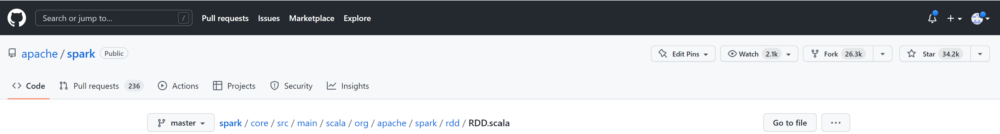 Search or jump to... / Pull requests Issues Marketplace Explore
apache / spark Public Edit Pins Watch 2.1k Fork 26.3k Star 34.2k
Code Pull requests 236 Actions Projects Security Insights
master spark / core / src / main / scala / org / apache / spark / rdd / RDD.scala Go to file ...